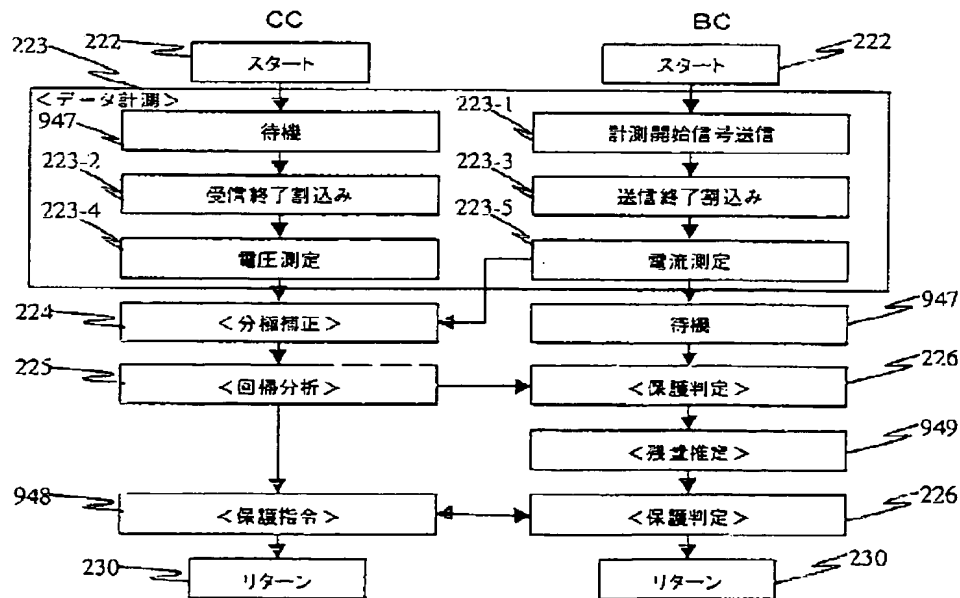 CC
BC
222
スタート
スタート
222
223
<データ計測>
947
待機
223-1
計測開始信号送信
223-2
受信終了割込み
223-3
送信終了割込み
223-4
電圧測定
223-5
電流測定
224
<分極補正>
待機
947
225
<回帰分析>
<保護判定>
226
<残量推定>
949
948
<保護指令>
<保護判定>
226
230
リターン
リターン
230